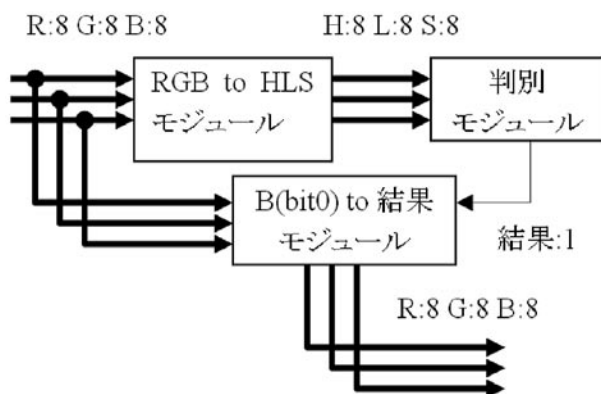 R:8 G:8 B:8
H:8 L:8 S:8
RGB to HLS
モジュール
判別
モジュール
B(bit0) to 結果
モジュール
結果:1
R:8 G:8 B:8